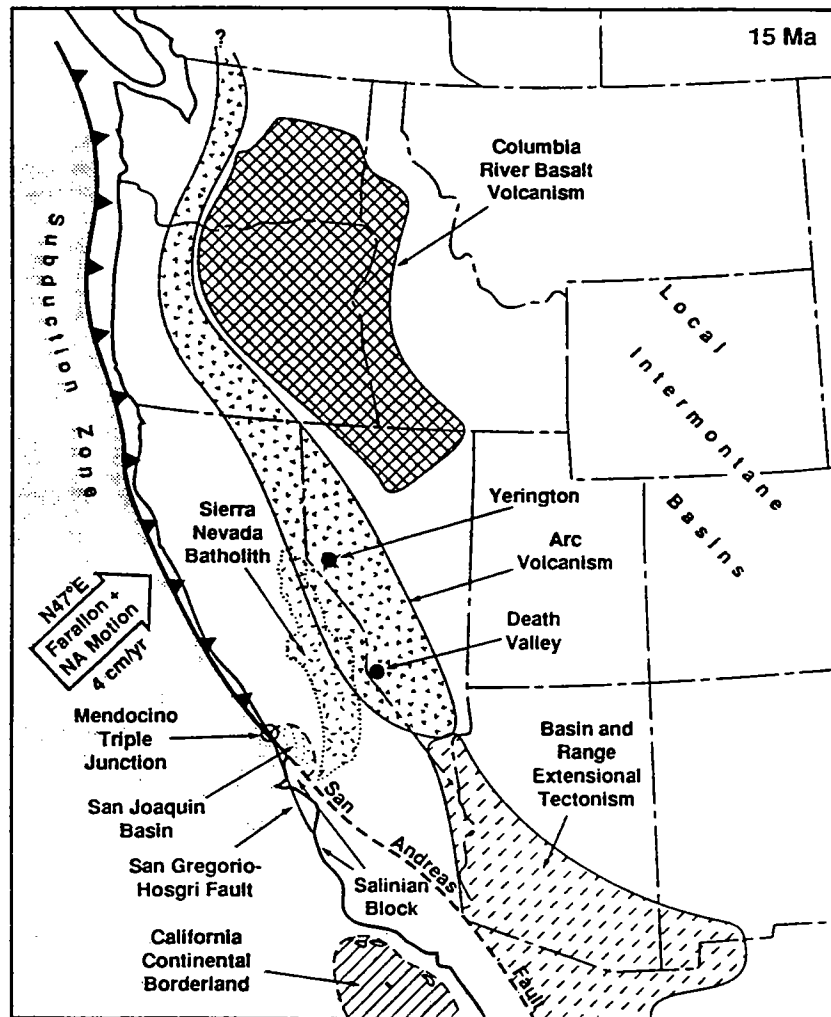 ?
15 Ma
Columbia
River Basalt
Volcanism
Subduction Zone
Local
Intermontane
Basins
Sierra
Nevada
Batholith
Yerington
Arc
Volcanism
Death
Valley
N47°E
Farallon +
NA Motion
4 cm/yr
Mendocino
Triple
Junction
Basin and
Range
Extensional
Tectonism
San Joaquin
Basin
San Gregorio-
Hosgri Fault
San
Andreas
Fault
Salinian
Block
California
Continental
Borderland